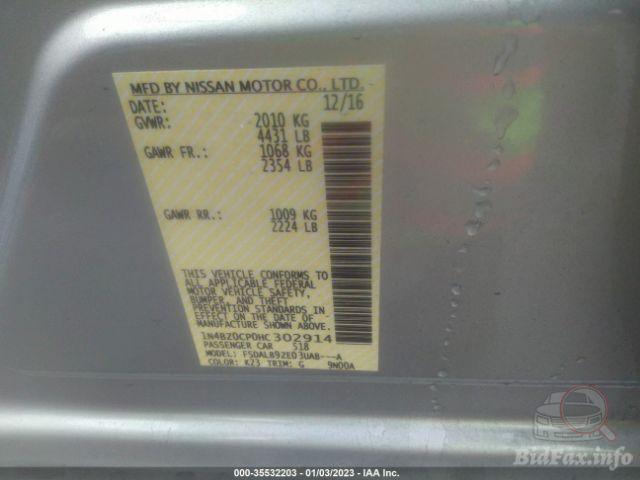 MFD BY NISSAN MOTOR CO., LTD.
DATE: 12/16
GVWR: 2010 KG
4431 LB
GAWR FR.: 1068 KG
2354 LB
GAWR RR.: 1009 KG
2224 LB
THIS VEHICLE CONFORMS TO
ALL APPLICABLE FEDERAL
MOTOR VEHICLE SAFETY,
BUMPER, AND THEFT
PREVENTION STANDARDS
IN EFFECT ON THE DATE OF
MANUFACTURE SHOWN ABOVE.
1N4BZ0CP0HC302914
PASSENGER CAR 518
MODEL: FSDALB9ZE03UAB---A
COLOR: K23 TRIM: G 9N00A
000-35532203 - 01/03/2023 - IAA Inc.
BidFax.info